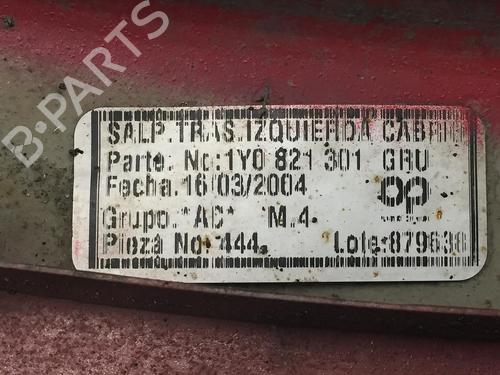 B-PARTS
SALP. TRAS. IZQUIERDA CABRIO
Parte. No: 1Y0 821 301 GRU
Fecha. 16/03/2004
Grupo. *AC* M.4
Pieza No: 444 Lote: 879638